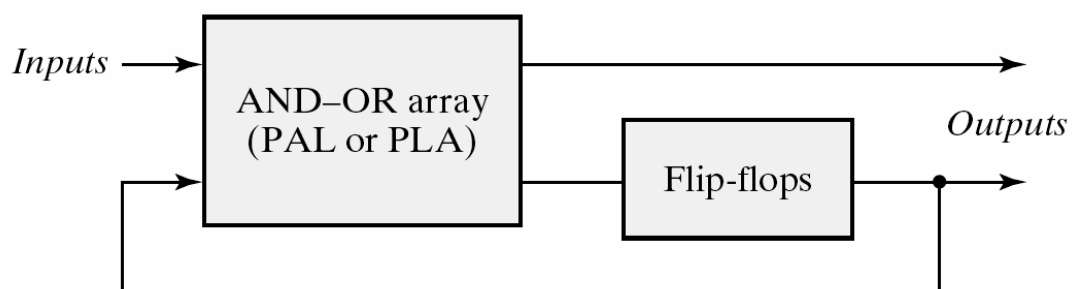 Inputs
AND–OR array
(PAL or PLA)
Outputs
Flip-flops